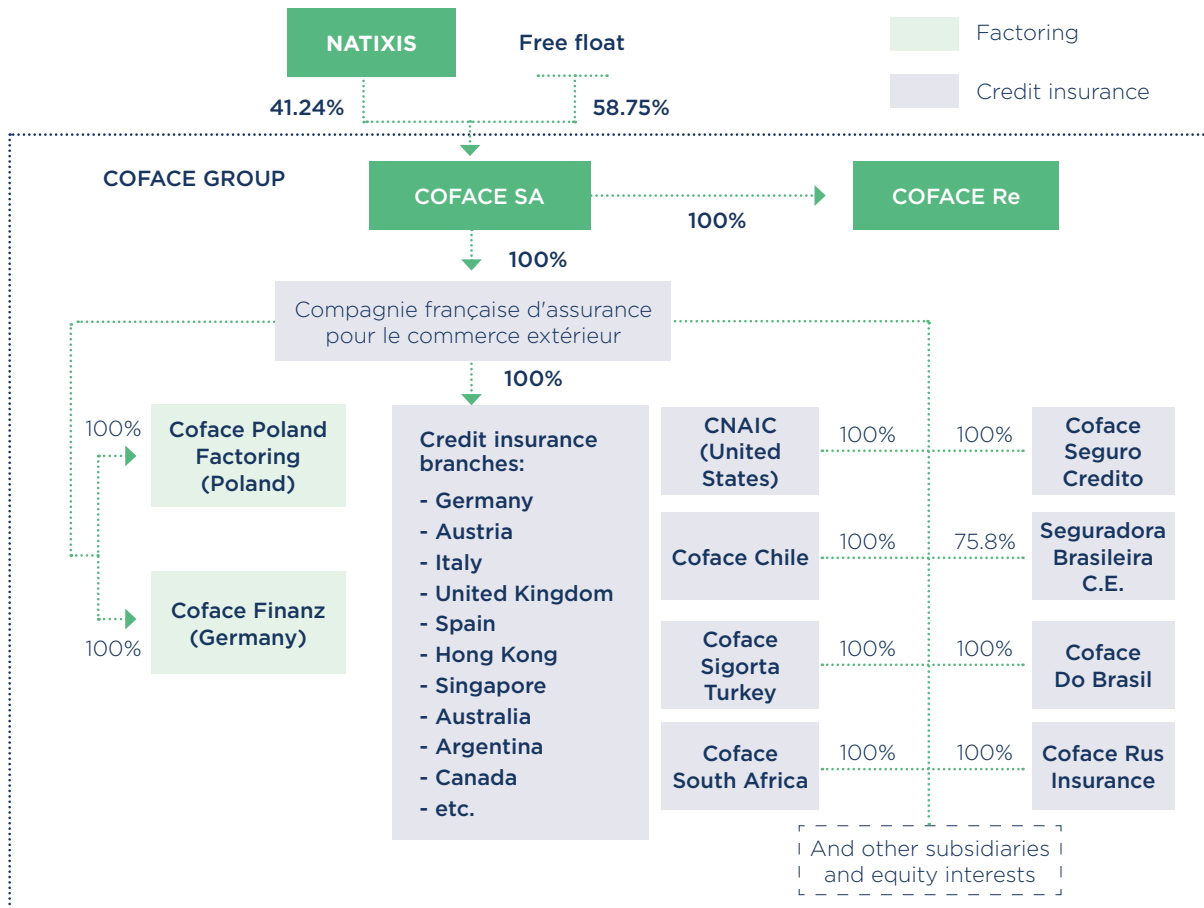 NATIXIS
Free float
Factoring
Credit insurance
41.24%
58.75%
COFACE GROUP
COFACE SA
100%
COFACE Re
100%
Compagnie française d'assurance
pour le commerce extérieur
100%
100%
Coface Poland
Factoring
(Poland)
100%
Coface Finanz
(Germany)
Credit insurance
branches:
- Germany
- Austria
- Italy
- United Kingdom
- Spain
- Hong Kong
- Singapore
- Australia
- Argentina
- Canada
- etc.
CNAIC
(United
States)
100%
100%
Coface
Seguro
Credito
Coface Chile
100%
75.8%
Seguradora
Brasileira
C.E.
Coface
Sigorta
Turkey
100%
100%
Coface
Do Brasil
Coface
South Africa
100%
100%
Coface Rus
Insurance
And other subsidiaries
and equity interests